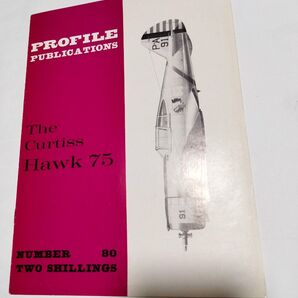 PROFILE
PUBLICATIONS
The
Curtiss
Hawk 75
NUMBER 80
TWO SHILLINGS
PA
91
91